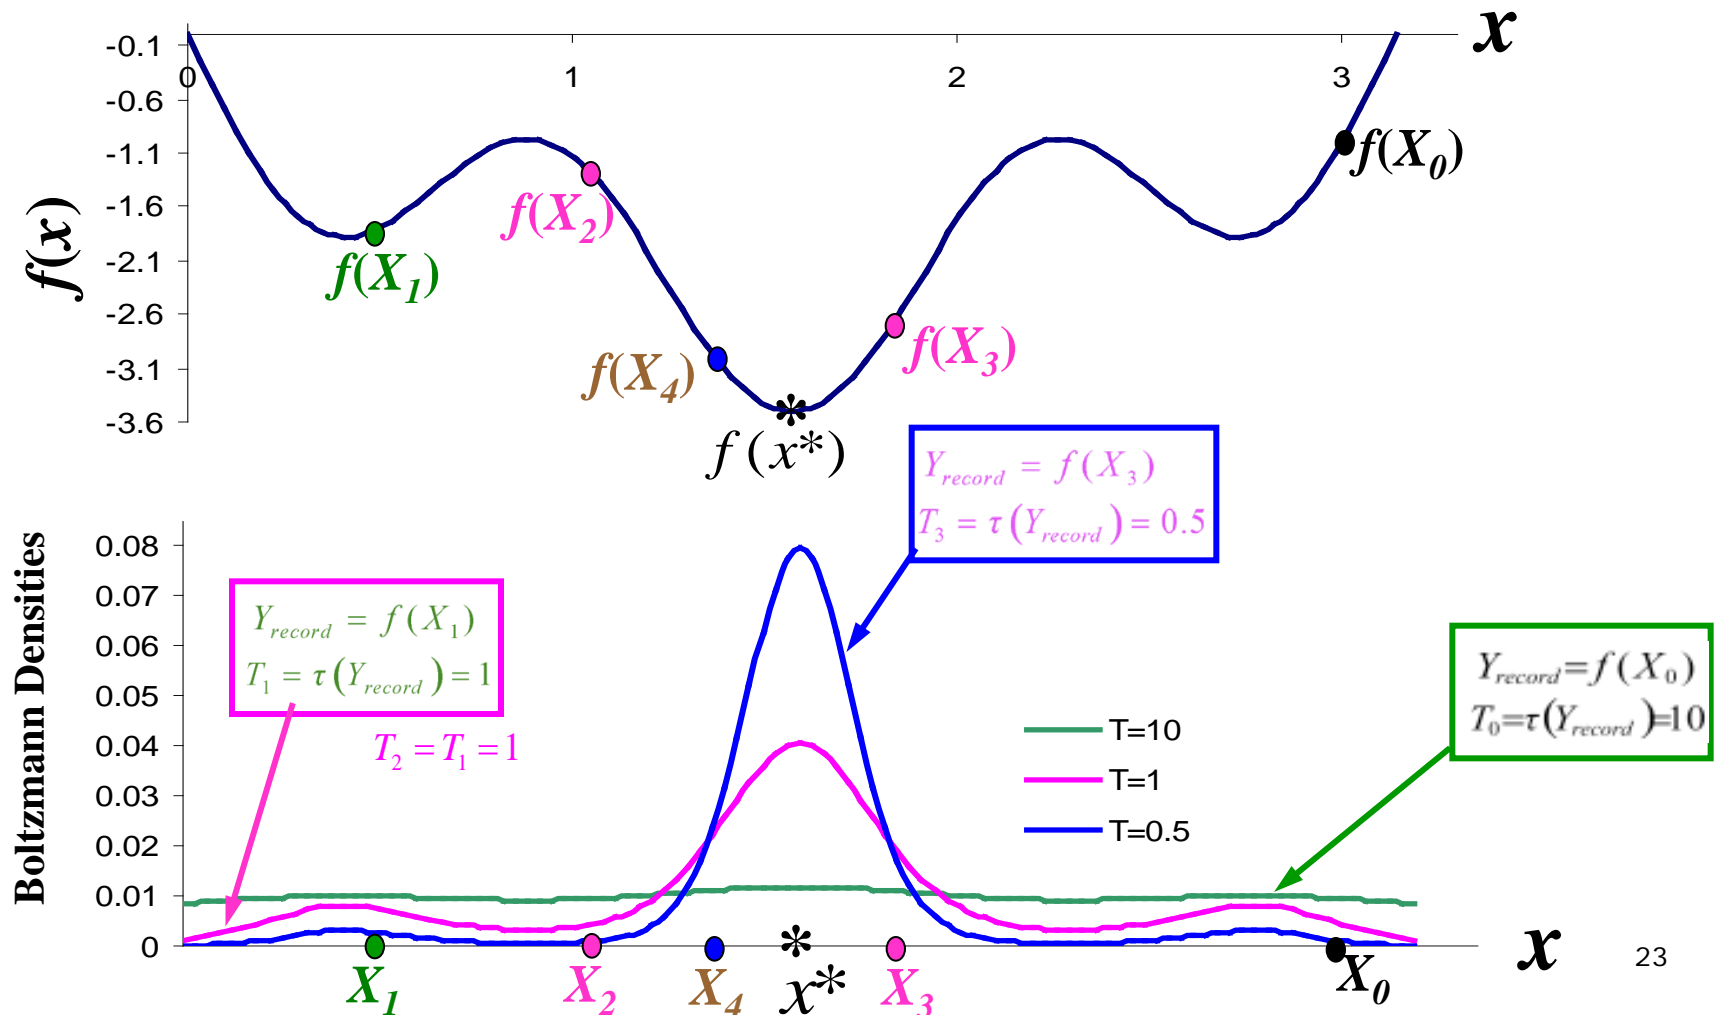 x
-0.1
0
1
2
3
-0.6
-1.1
-1.6
-2.1
-2.6
-3.1
-3.6
f(x)
f(X0)
f(X2)
f(X1)
f(X3)
f(X4)
*
f(x*)
Yrecord = f(X3)
T3 = τ(Yrecord) = 0.5
Boltzmann Densities
0.08
0.07
0.06
0.05
0.04
0.03
0.02
0.01
0
Yrecord = f(X1)
T1 = τ(Yrecord) = 1
T2 = T1 = 1
T=10
T=1
T=0.5
Yrecord=f(X0)
T0=τ(Yrecord)=10
*
X1
X2
X4
x*
X3
X0
x
23